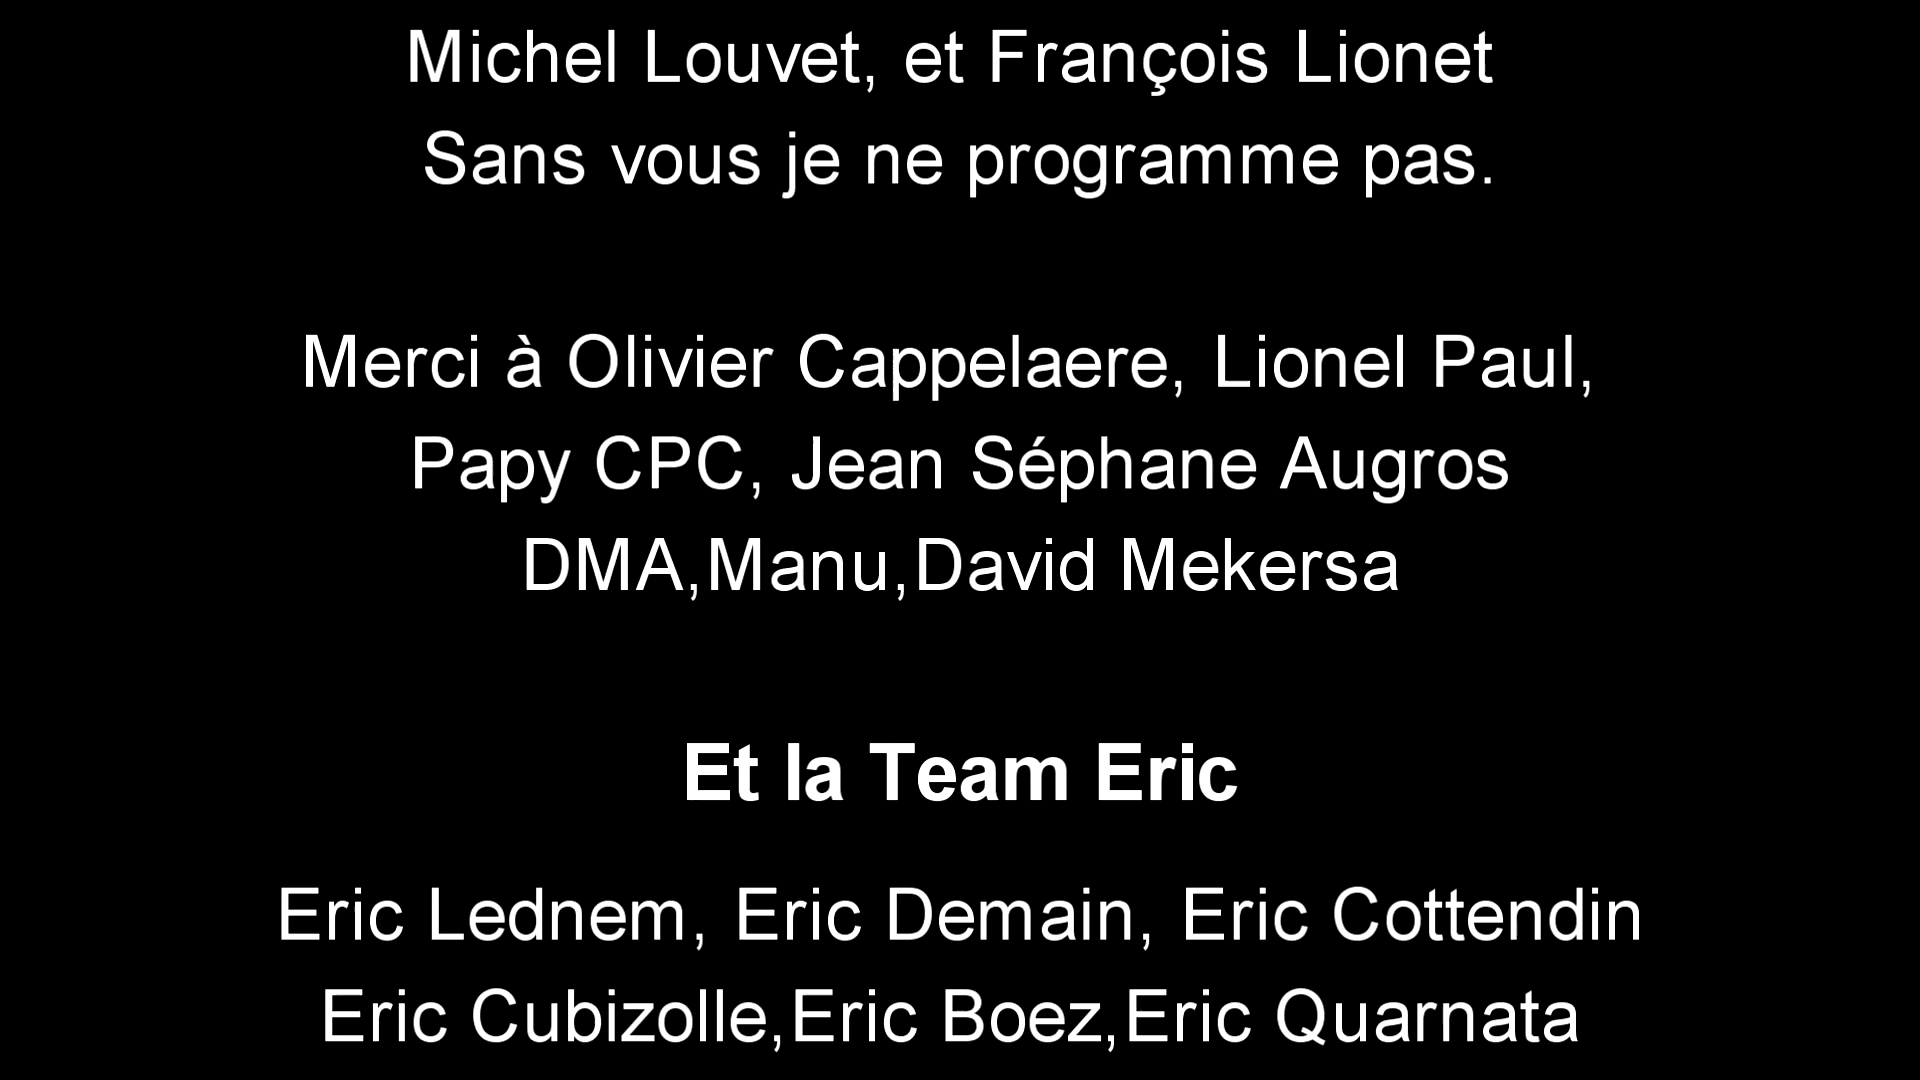 Michel Louvet, et François Lionet
Sans vous je ne programme pas.
Merci à Olivier Cappelaere, Lionel Paul,
Papy CPC, Jean Séphane Augros
DMA,Manu,David Mekersa
Et la Team Eric
Eric Lednem, Eric Demain, Eric Cottendin
Eric Cubizolle,Eric Boez,Eric Quarnata